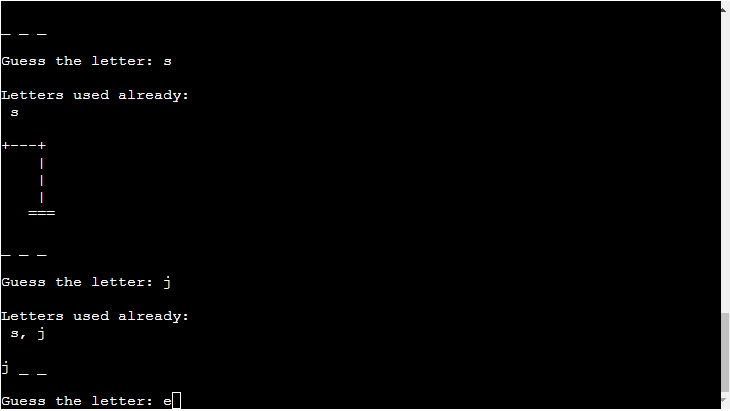 _ _ _
Guess the letter: s
Letters used already:
 s
+---+
    |
    |
    |
   ===
_ _ _
Guess the letter: j
Letters used already:
 s, j
j _ _
Guess the letter: e